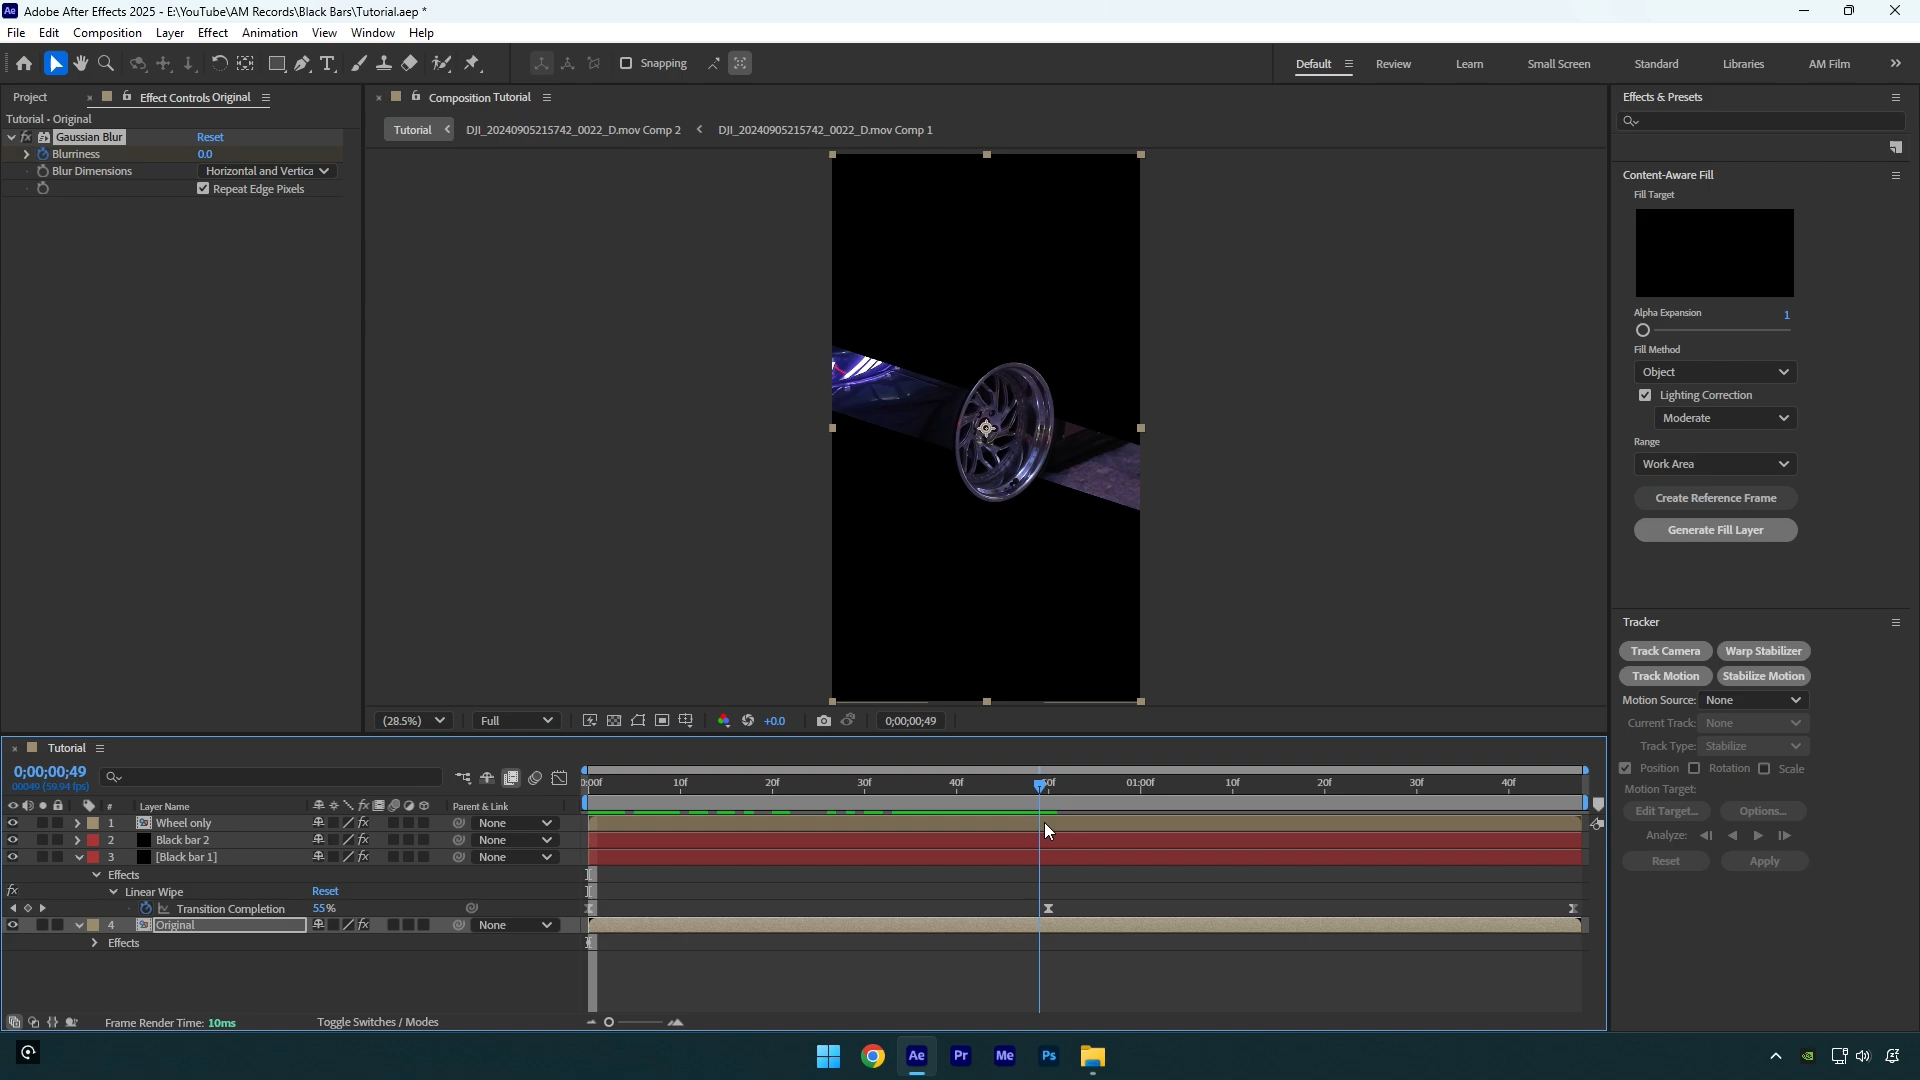 Adobe After Effects 2025 - E:\YouTube\AM Records\Black Bars\Tutorial.aep *
File Edit Composition Layer Effect Animation View Window Help
Snapping
Default Review Learn Small Screen Standard Libraries AM Film
Project Effect Controls Original
Tutorial • Original
Gaussian Blur Reset
Blurriness 0.0
Blur Dimensions Horizontal and Vertica
Repeat Edge Pixels
Composition Tutorial
Tutorial DJI_20240905215742_0022_D.mov Comp 2 DJI_20240905215742_0022_D.mov Comp 1
(28.5%) Full +0.0 0;00;00;49
Effects & Presets
Content-Aware Fill
Fill Target
Alpha Expansion 1
Fill Method
Object
Lighting Correction
Moderate
Range
Work Area
Create Reference Frame
Generate Fill Layer
Tracker
Track Camera Warp Stabilizer
Track Motion Stabilize Motion
Motion Source: None
Current Track: None
Track Type: Stabilize
Position Rotation Scale
Motion Target:
Edit Target... Options...
Analyze:
Reset Apply
Tutorial
0;00;00;49
00049 (59.94 fps)
0:00f 10f 20f 30f 40f 50f 01:00f 10f 20f 30f 40f
# Layer Name Parent & Link
1 Wheel only None
2 Black bar 2 None
3 [Black bar 1] None
Effects
Linear Wipe Reset
Transition Completion 55%
4 Original None
Effects
Frame Render Time: 10ms Toggle Switches / Modes
Ae Pr Me Ps